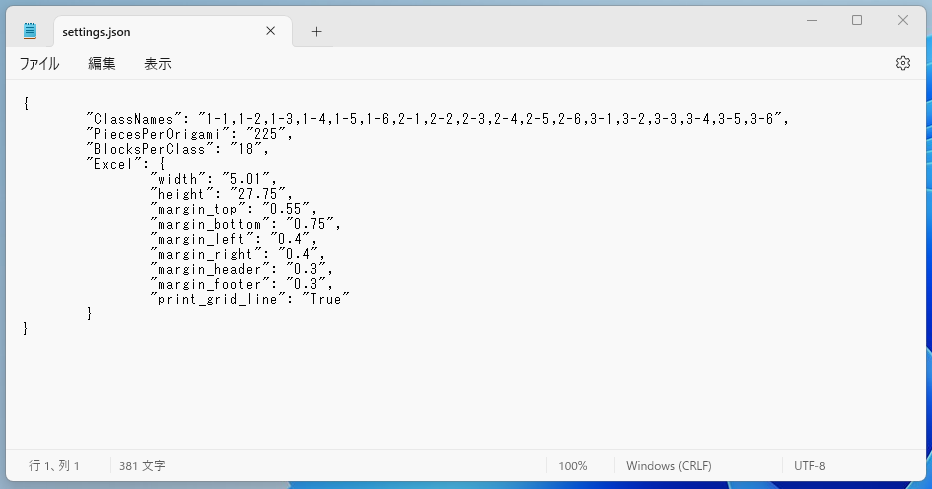 settings.json
ファイル 編集 表示
{
"ClassNames": "1-1,1-2,1-3,1-4,1-5,1-6,2-1,2-2,2-3,2-4,2-5,2-6,3-1,3-2,3-3,3-4,3-5,3-6",
"PiecesPerOrigami": "225",
"BlocksPerClass": "18",
"Excel": {
"width": "5.01",
"height": "27.75",
"margin_top": "0.55",
"margin_bottom": "0.75",
"margin_left": "0.4",
"margin_right": "0.4",
"margin_header": "0.3",
"margin_footer": "0.3",
"print_grid_line": "True"
}
}
行 1、列 1 381 文字 100% Windows (CRLF) UTF-8